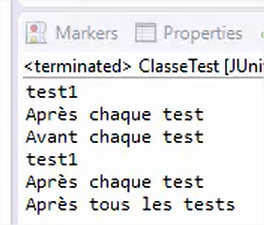 Markers Properties
<terminated> ClasseTest [JUni
test1
Après chaque test
Avant chaque test
test1
Après chaque test
Après tous les tests